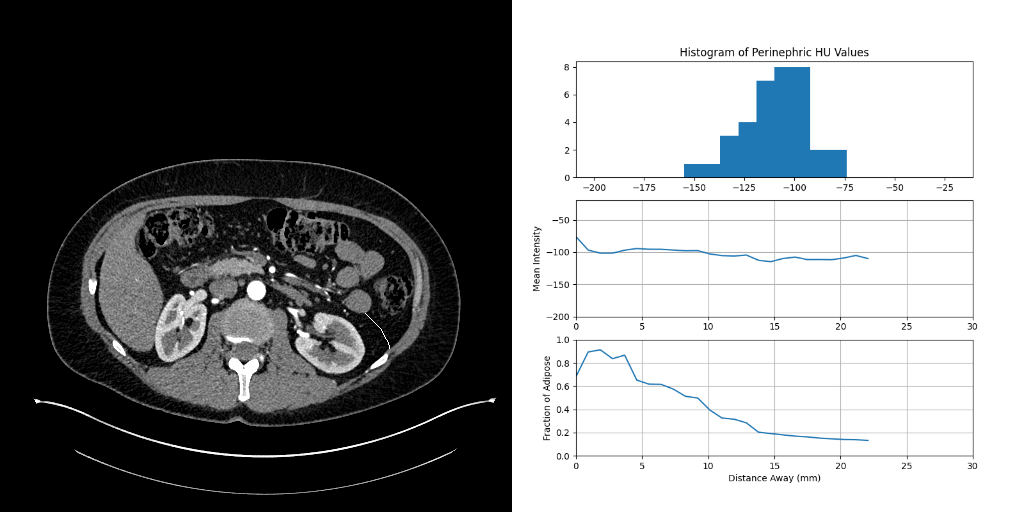 Histogram of Perinephric HU Values
8
6
4
2
0
−200 −175 −150 −125 −100 −75 −50 −25
Mean Intensity
−50
−100
−150
−200
0 5 10 15 20 25 30
Fraction of Adipose
1.0
0.8
0.6
0.4
0.2
0.0
0 5 10 15 20 25 30
Distance Away (mm)